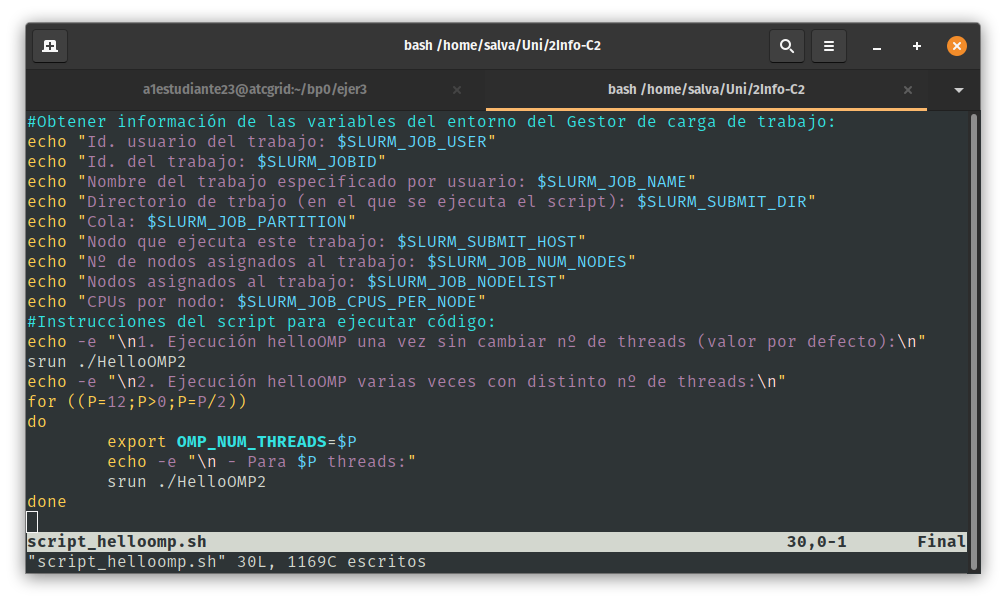 bash /home/salva/Uni/2Info-C2
a1estudiante23@atcgrid:~/bp0/ejer3
bash /home/salva/Uni/2Info-C2
#Obtener información de las variables del entorno del Gestor de carga de trabajo:
echo "Id. usuario del trabajo: $SLURM_JOB_USER"
echo "Id. del trabajo: $SLURM_JOBID"
echo "Nombre del trabajo especificado por usuario: $SLURM_JOB_NAME"
echo "Directorio de trbajo (en el que se ejecuta el script): $SLURM_SUBMIT_DIR"
echo "Cola: $SLURM_JOB_PARTITION"
echo "Nodo que ejecuta este trabajo: $SLURM_SUBMIT_HOST"
echo "Nº de nodos asignados al trabajo: $SLURM_JOB_NUM_NODES"
echo "Nodos asignados al trabajo: $SLURM_JOB_NODELIST"
echo "CPUs por nodo: $SLURM_JOB_CPUS_PER_NODE"
#Instrucciones del script para ejecutar código:
echo -e "\n1. Ejecución helloOMP una vez sin cambiar nº de threads (valor por defecto):\n"
srun ./HelloOMP2
echo -e "\n2. Ejecución helloOMP varias veces con distinto nº de threads:\n"
for ((P=12;P>0;P=P/2))
do
        export OMP_NUM_THREADS=$P
        echo -e "\n - Para $P threads:"
        srun ./HelloOMP2
done
script_helloomp.sh 30,0-1 Final
"script_helloomp.sh" 30L, 1169C escritos